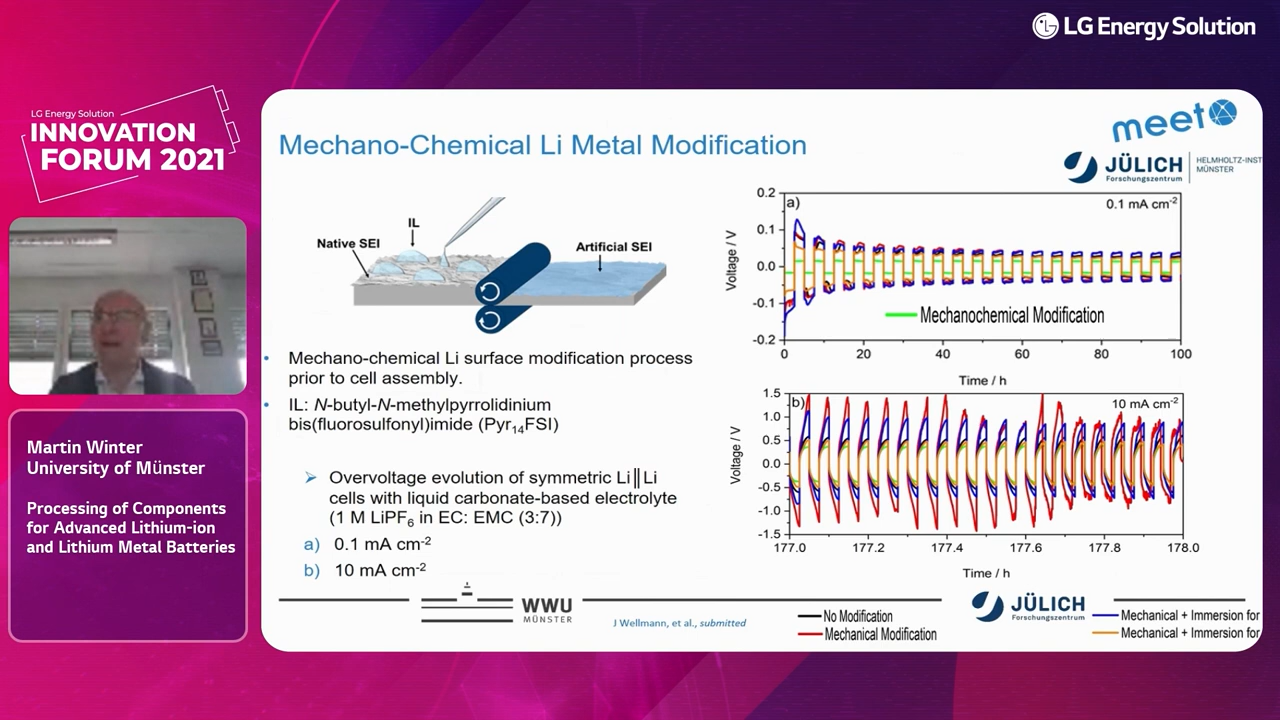 LG Energy Solution
LG Energy Solution
INNOVATION
FORUM 2021
Martin Winter
University of Münster
Processing of Components
for Advanced Lithium-ion
and Lithium Metal Batteries
Mechano-Chemical Li Metal Modification
meet
JÜLICH
Forschungszentrum
HELMHOLTZ-INST
MÜNSTER
IL
Native SEI
Artificial SEI
• Mechano-chemical Li surface modification process
prior to cell assembly.
• IL: N-butyl-N-methylpyrrolidinium
bis(fluorosulfonyl)imide (Pyr14FSI)
➢ Overvoltage evolution of symmetric Li||Li
cells with liquid carbonate-based electrolyte
(1 M LiPF6 in EC: EMC (3:7))
a) 0.1 mA cm-2
b) 10 mA cm-2
a)
0.1 mA cm-2
Voltage / V
0.2
0.1
0.0
-0.1
-0.2
Mechanochemical Modification
0 20 40 60 80 100
Time / h
b)
10 mA cm-2
Voltage / V
1.5
1.0
0.5
0.0
-0.5
-1.0
-1.5
177.0 177.2 177.4 177.6 177.8 178.0
Time / h
WWU
MÜNSTER
J Wellmann, et al., submitted
No Modification
Mechanical Modification
JÜLICH
Forschungszentrum
Mechanical + Immersion for
Mechanical + Immersion for